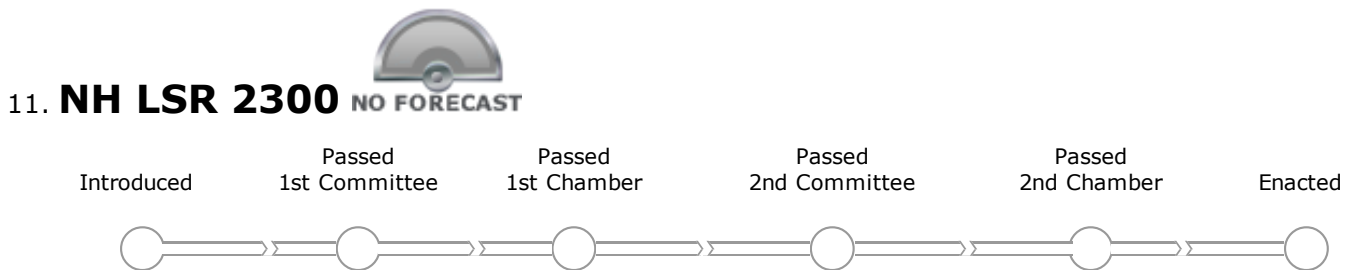 11. NH LSR 2300 NO FORECAST
Introduced
Passed
1st Committee
Passed
1st Chamber
Passed
2nd Committee
Passed
2nd Chamber
Enacted